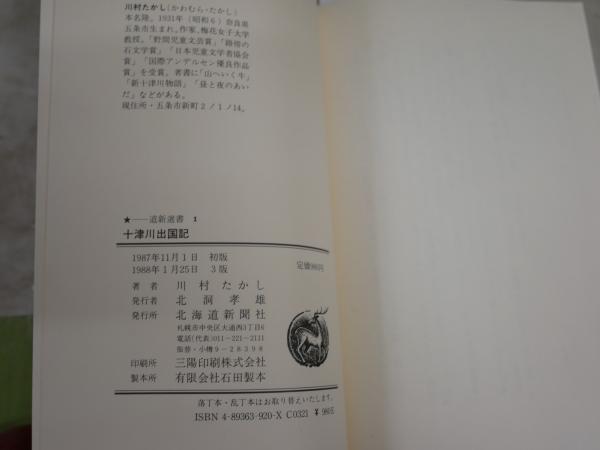 川村たかし(かわむら・たかし)
本名隆。1931年(昭和6)奈良県
五条市生まれ。作家、梅花女子大学
教授。「野間児童文芸賞」「路傍の
石文学賞」「日本児童文学者協会
賞」「国際アンデルセン優良作品
賞」を受賞。著書に「山へいく牛」
「新十津川物語」「昼と夜のあい
だ」などがある。
現住所・五条市新町2/1/14。
★——道新選書 1
十津川出国記
1987年11月1日 初版
1988年1月25日 3版
定価980円
著者 川村たかし
発行者 北洞孝雄
発行所 北海道新聞社
札幌市中央区大通西3丁目6
電話(代表)011-221-2111
振替・小樽9-28398
印刷所 三陽印刷株式会社
製本所 有限会社石田製本
落丁本・乱丁本はお取り替えいたします。
ISBN 4-89363-920-X C0321 ¥980E